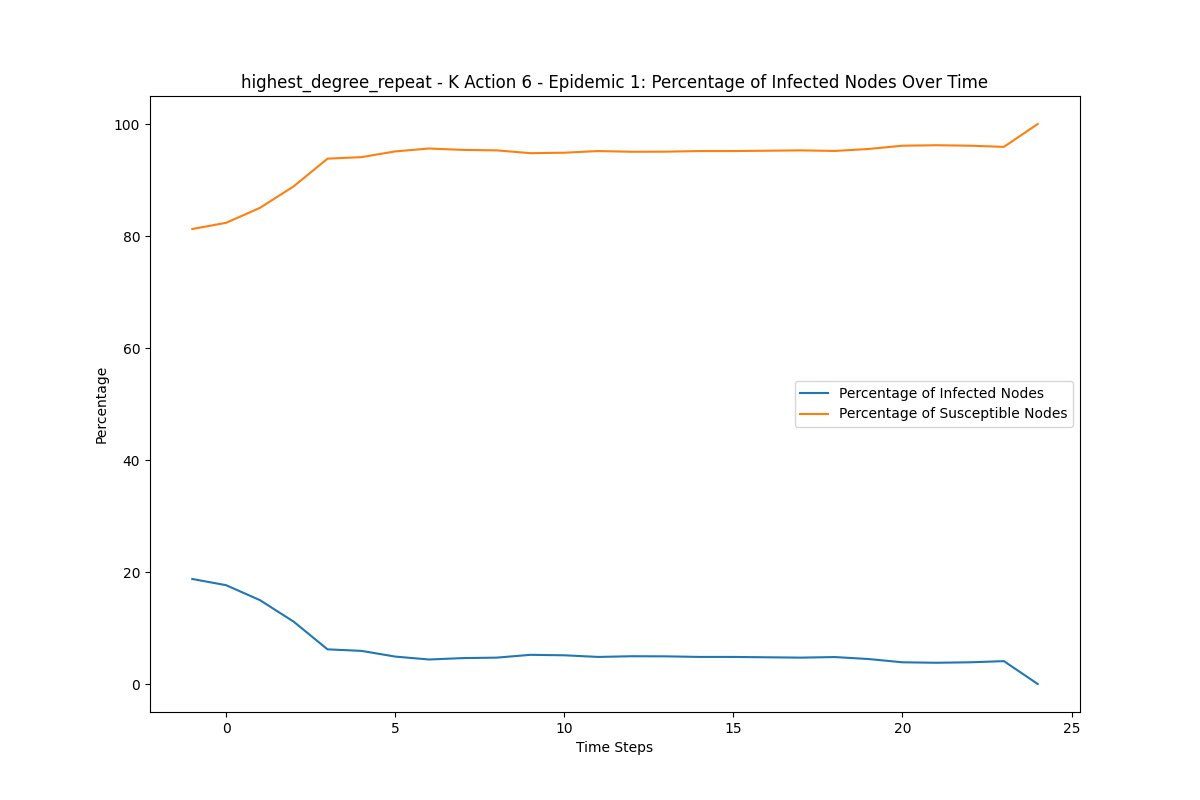 highest_degree_repeat - K Action 6 - Epidemic 1: Percentage of Infected Nodes Over Time
100
80
60
40
20
0
Percentage
Percentage of Infected Nodes
Percentage of Susceptible Nodes
0 5 10 15 20 25
Time Steps